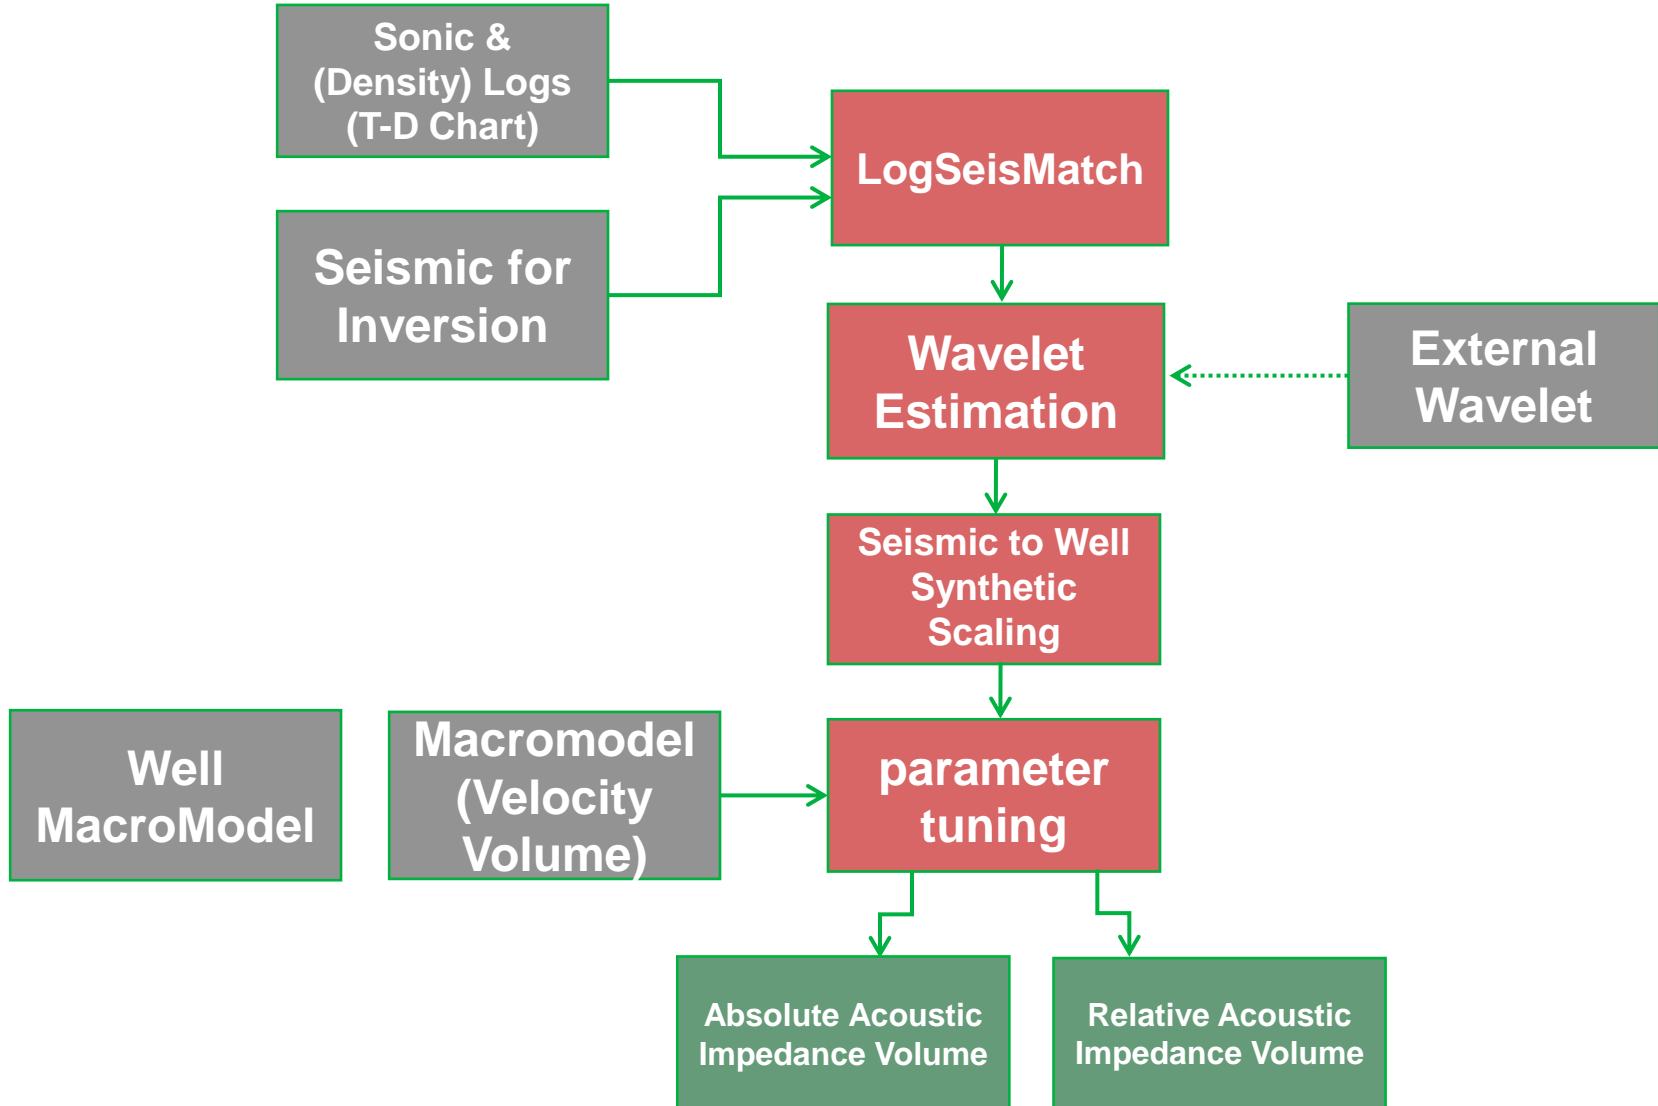 Sonic &
(Density) Logs
(T-D Chart)
LogSeisMatch
Seismic for
Inversion
Wavelet
Estimation
External
Wavelet
Seismic to Well
Synthetic
Scaling
Well
MacroModel
Macromodel
(Velocity
Volume)
parameter
tuning
Absolute Acoustic
Impedance Volume
Relative Acoustic
Impedance Volume